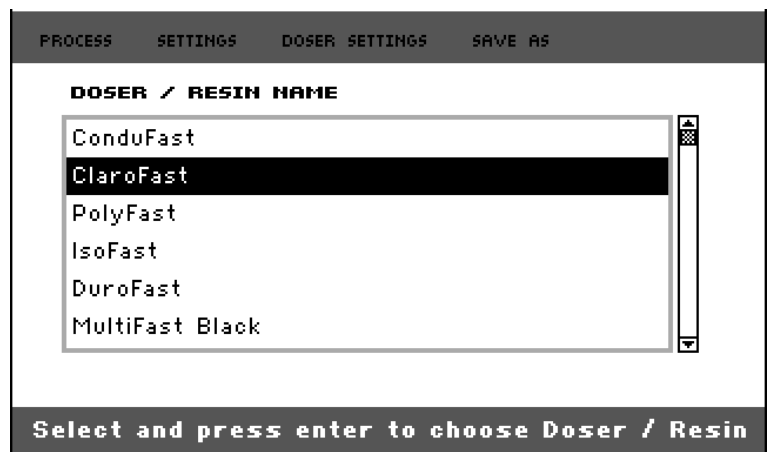 PROCESS SETTINGS DOSER SETTINGS SAVE AS
DOSER / RESIN NAME
ConduFast
ClaroFast
PolyFast
IsoFast
DuroFast
MultiFast Black
Select and press enter to choose Doser / Resin